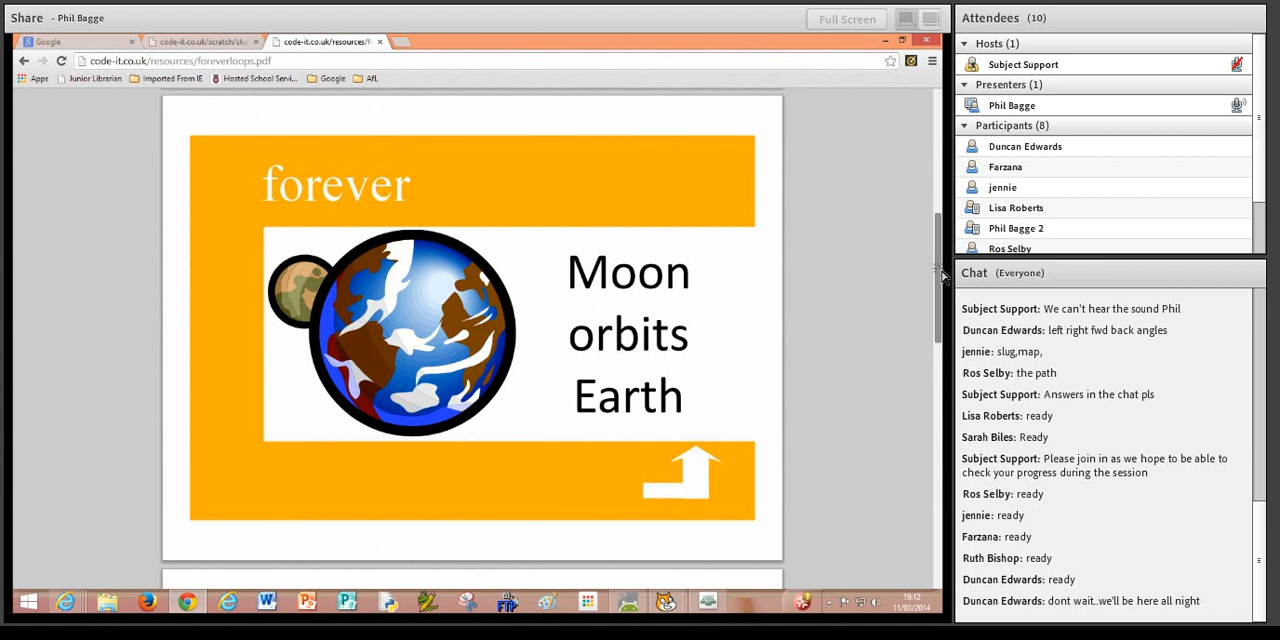 Share - Phil Bagge
Full Screen
Google
code-it.co.uk/scratch/slu
code-it.co.uk/resources/f
code-it.co.uk/resources/foreverloops.pdf
Apps
Junior Librarian
Imported From IE
Hosted School Servi...
Google
AfL
forever
Moon
orbits
Earth
FTP
19:12
11/03/2014
Attendees (10)
Hosts (1)
Subject Support
Presenters (1)
Phil Bagge
Participants (8)
Duncan Edwards
Farzana
jennie
Lisa Roberts
Phil Bagge 2
Ros Selby
Chat (Everyone)
Subject Support: We can't hear the sound Phil
Duncan Edwards: left right fwd back angles
jennie: slug,map,
Ros Selby: the path
Subject Support: Answers in the chat pls
Lisa Roberts: ready
Sarah Biles: Ready
Subject Support: Please join in as we hope to be able to
check your progress during the session
Ros Selby: ready
jennie: ready
Farzana: ready
Ruth Bishop: ready
Duncan Edwards: ready
Duncan Edwards: dont wait..we'll be here all night